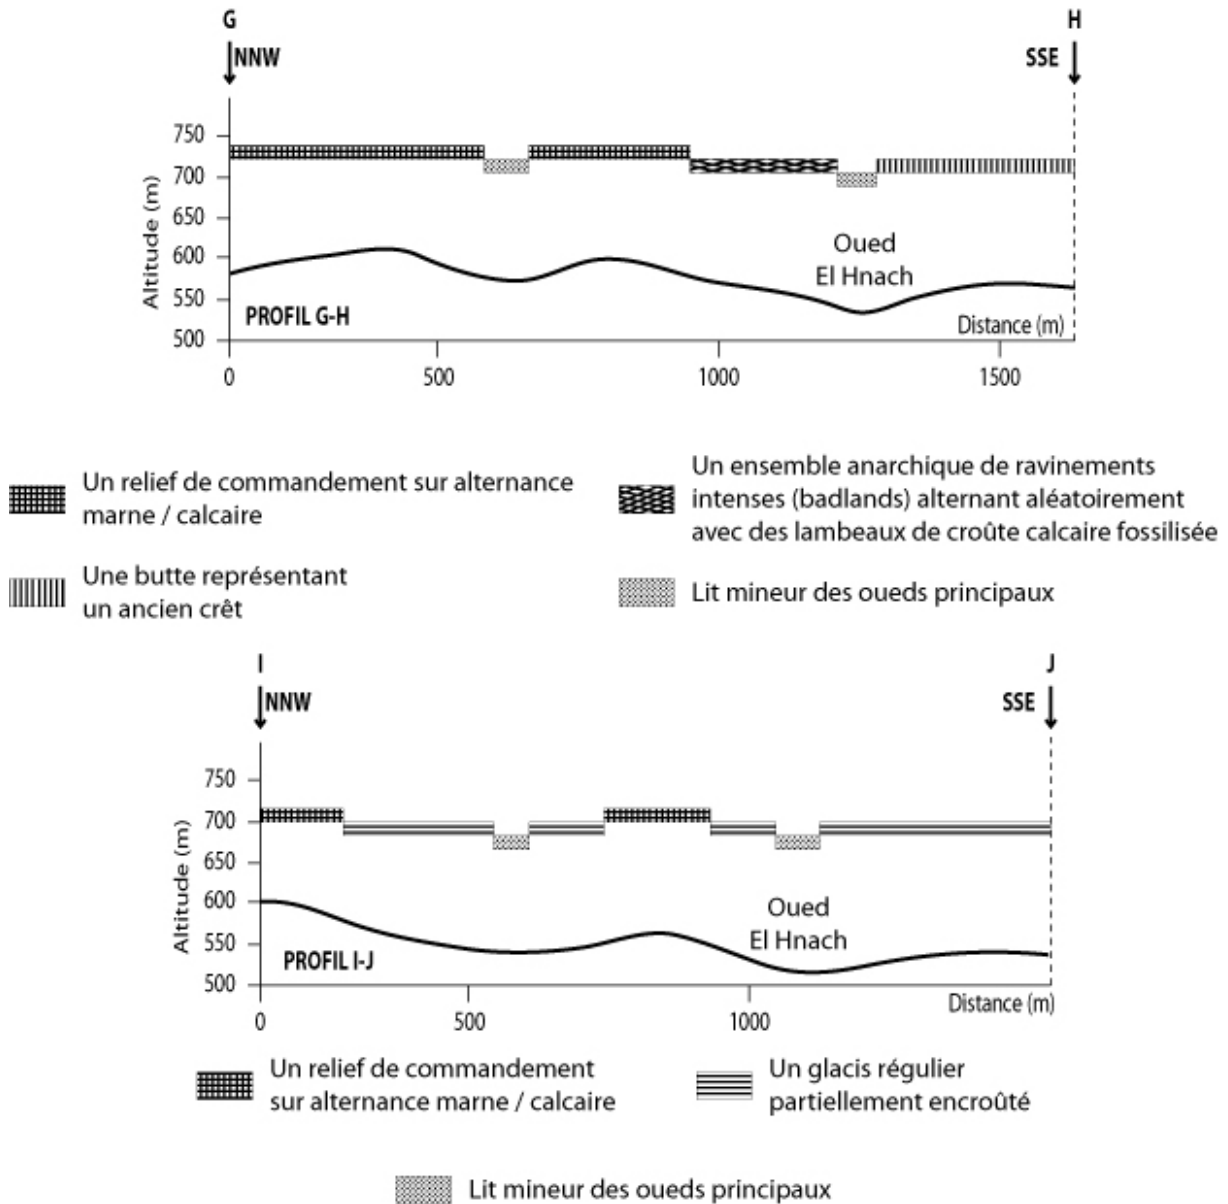 G
H
NNW
SSE
Altitude (m)
750
700
650
600
550
500
Oued
El Hnach
PROFIL G-H
Distance (m)
0
500
1000
1500
Un relief de commandement sur alternance
marne / calcaire
Un ensemble anarchique de ravinements
intenses (badlands) alternant aléatoirement
avec des lambeaux de croûte calcaire fossilisée
Une butte représentant
un ancien crêt
Lit mineur des oueds principaux
I
J
NNW
SSE
Altitude (m)
750
700
650
600
550
500
Oued
El Hnach
PROFIL I-J
Distance (m)
0
500
1000
Un relief de commandement
sur alternance marne / calcaire
Un glacis régulier
partiellement encroûté
Lit mineur des oueds principaux